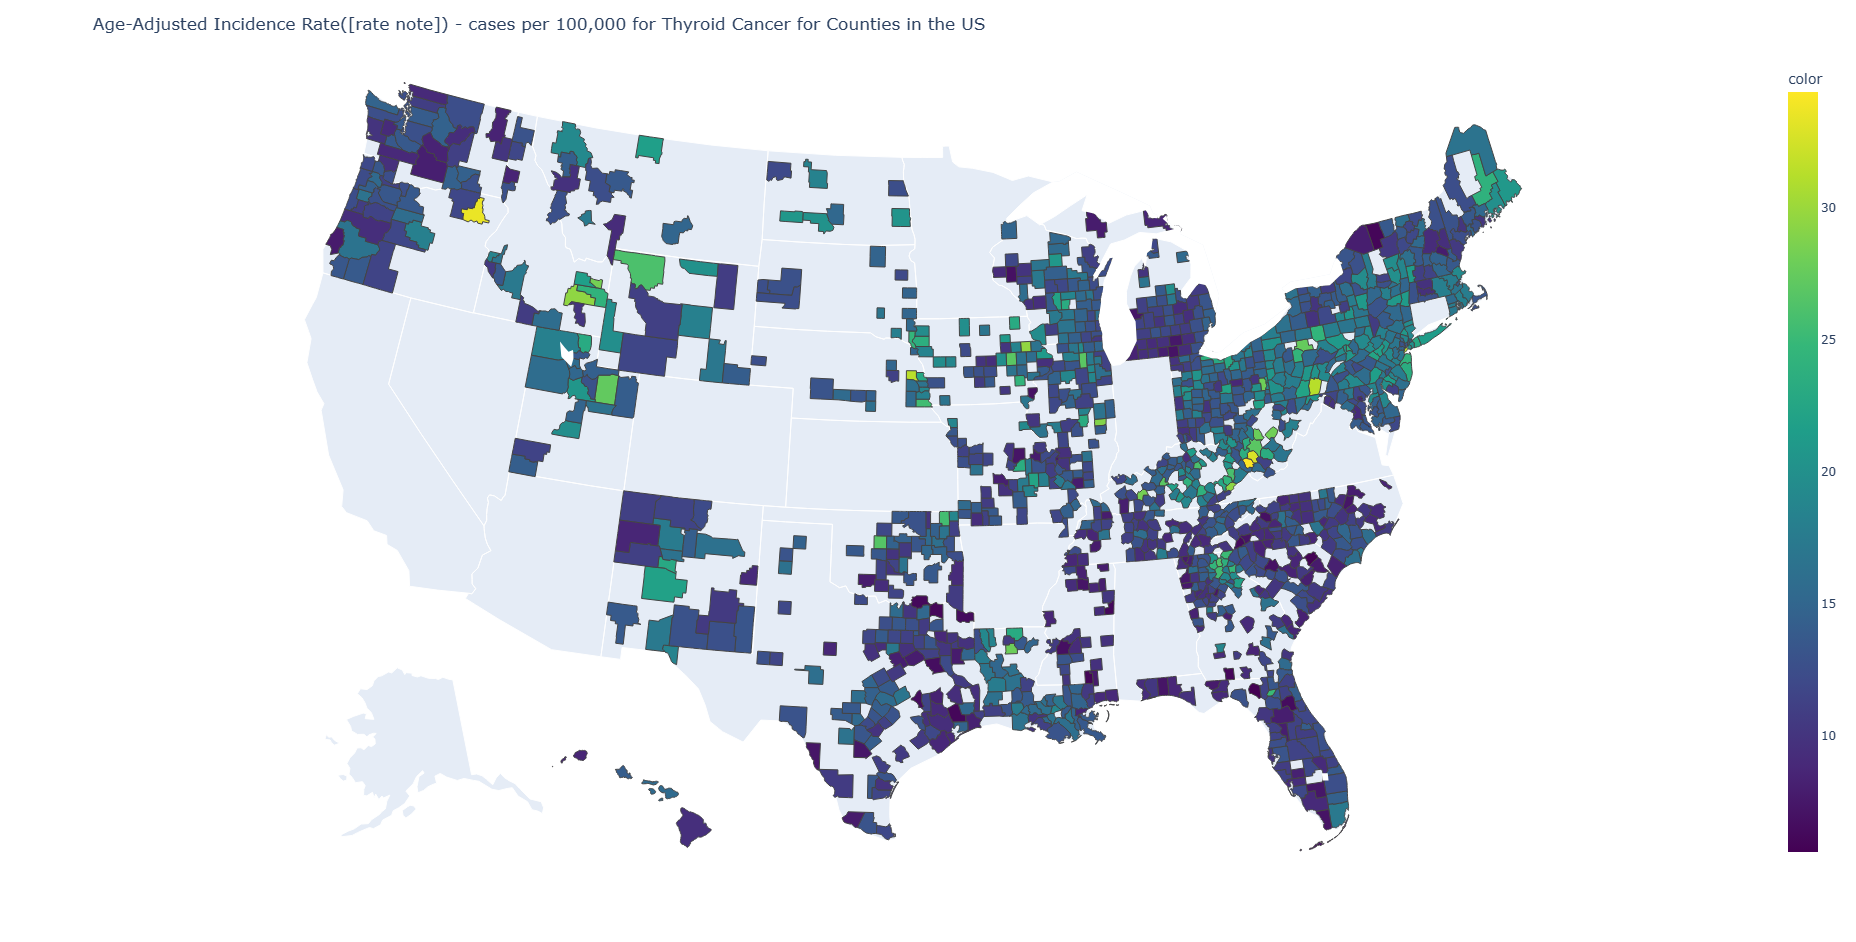 Age-Adjusted Incidence Rate([rate note]) - cases per 100,000 for Thyroid Cancer for Counties in the US
color
30
25
20
15
10